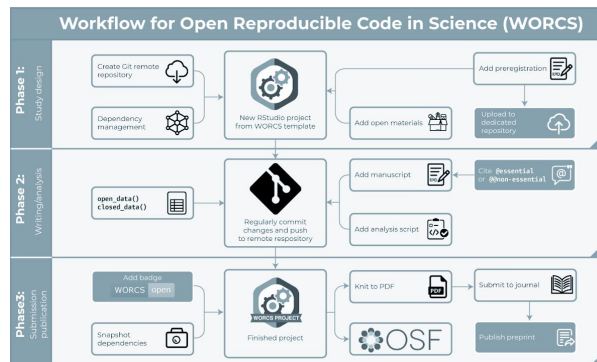 Workflow for Open Reproducible Code in Science (WORCS)
Phase 1:
Study design
Create Git remote
repository
Dependency
management
New RStudio project
from WORCS template
Add open materials
Add preregistration
Upload to
dedicated
repository
Phase 2:
Writing/analysis
open_data()
closed_data()
Regularly commit
changes and push
to remote respository
Add manuscript
Add analysis script
Cite @essential
or @@non-essential
Phase3:
Submission
publication
Add badge
WORCS open
Snapshot
dependencies
WORCS PROJECT
Finished project
Knit to PDF
PDF
OSF
Submit to journal
Publish preprint